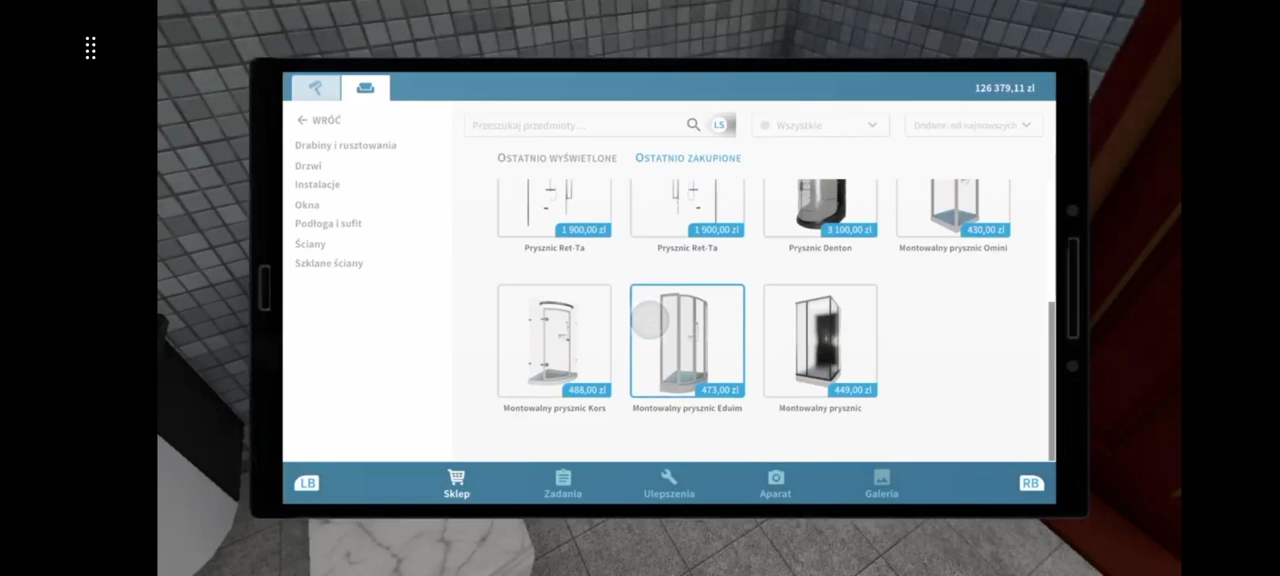 126 379,11 zł
WRÓĆ
Drabiny i rusztowania
Drzwi
Instalacje
Okna
Podłoga i sufit
Ściany
Szklane ściany
Przeszukaj przedmioty... LS Wszystkie Dodane: od najnowszych
OSTATNIO WYŚWIETLONE OSTATNIO ZAKUPIONE
1 900,00 zł 1 900,00 zł 3 100,00 zł 430,00 zł
Prysznic Ret-Ta Prysznic Ret-Ta Prysznic Denton Montowalny prysznic Omini
488,00 zł 473,00 zł 449,00 zł
Montowalny prysznic Kors Montowalny prysznic Eduim Montowalny prysznic
LB Sklep Zadania Ulepszenia Aparat Galeria RB